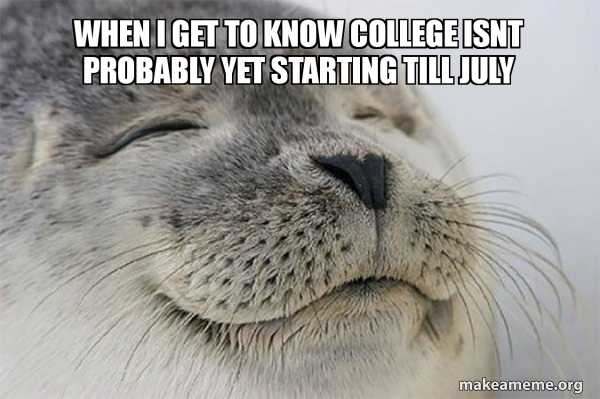 WHEN I GET TO KNOW COLLEGE ISNT
PROBABLY YET STARTING TILL JULY
makeameme.org